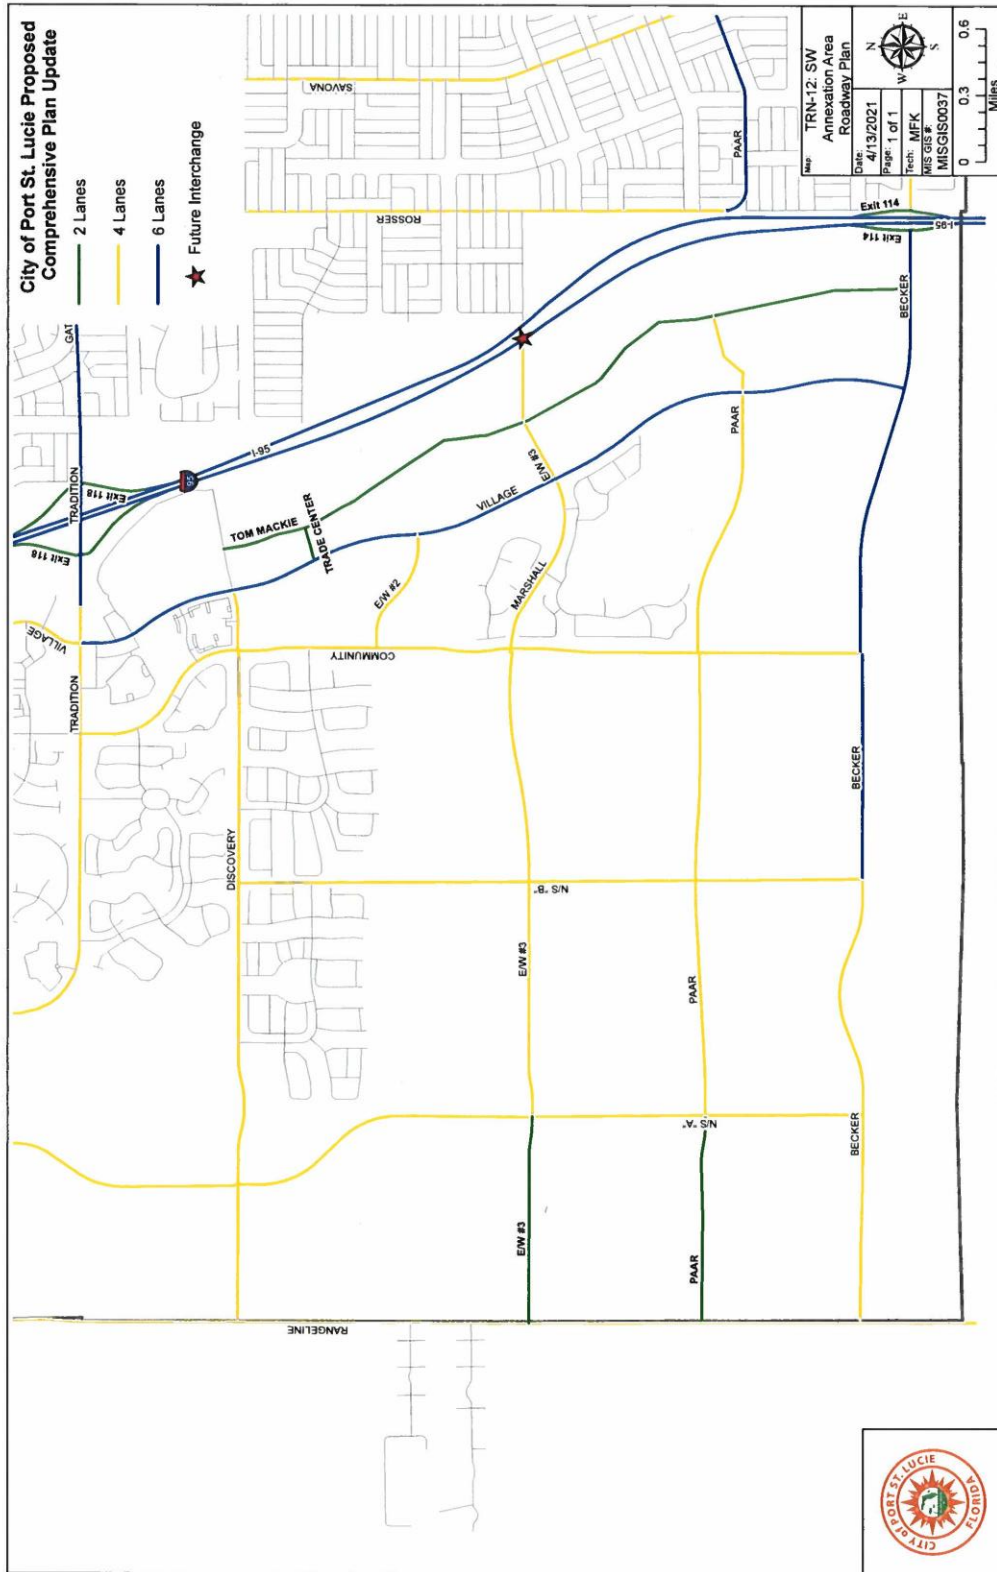 City of Port St. Lucie Proposed
Comprehensive Plan Update
2 Lanes
4 Lanes
6 Lanes
Future Interchange
GAT
TRADITION
TRADITION
VILLAGE
Exit 118
Exit 118
95
I-95
TOM MACKIE
TRADE CENTER
E/W #2
VILLAGE
E/W #3
MARSHALL
COMMUNITY
DISCOVERY
SAVONA
ROSSER
PAAR
PAAR
BECKER
Exit 114
Exit 114
I-95
BECKER
N/S "B"
E/W #3
PAAR
N/S "A"
BECKER
E/W #3
PAAR
RANGELINE
Map:
TRN-12: SW
Annexation Area
Roadway Plan
Date:
4/13/2021
Page: 1 of 1
Tech: MFK
MIS GIS #:
MISGIS0037
N
E
S
W
0 0.3 0.6
Miles
CITY of PORT ST. LUCIE
FLORIDA